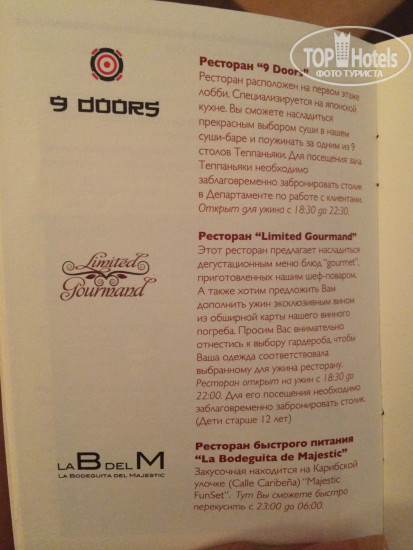 TOP Hotels
ФОТО ТУРИСТА
9 DOORS
Ресторан "9 Doors"
Ресторан расположен на первом этаже
лобби. Специализируется на японской
кухне. Вы сможете насладиться
прекрасным выбором суши в нашем
суши-баре и поужинать за одним из 9
столов Теппаньяки. Для посещения зала
Теппаньяки необходимо
заблаговременно забронировать столик
в Департаменте по работе с клиентами.
Открыт для ужина с 18:30 до 22:30.
Limited
Gourmand
Ресторан "Limited Gourmand"
Этот ресторан предлагает насладиться
дегустационным меню блюд "gourmet",
приготовленных нашим шеф-поваром.
А также хотим предложить Вам
дополнить ужин эксклюзивным вином
из обширной карты нашего винного
погреба. Просим Вас внимательно
отнестись к выбору гардероба, чтобы
Ваша одежда соответствовала
выбранному для ужина ресторану.
Ресторан открыт на ужин с 18:30 до
22:00. Для его посещения необходимо
заблаговременно забронировать столик.
(Дети старше 12 лет)
LA B DEL M
LA BODEGUITA DEL MAJESTIC
Ресторан быстрого питания
"La Bodeguita de Majestic"
Закусочная находится на Карибской
улочке (Calle Caribeña) "Majestic
FunSet". Тут Вы сможете быстро
перекусить с 23:00 до 06:00.